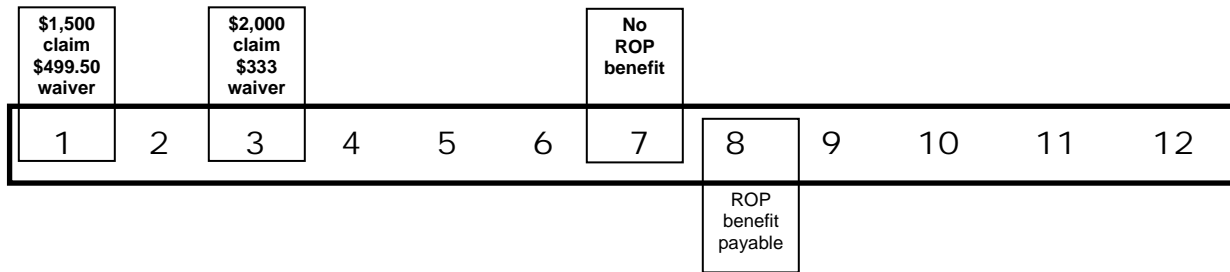 $1,500
claim
$499.50
waiver
$2,000
claim
$333
waiver
No
ROP
benefit
1 2 3 4 5 6 7 8 9 10 11 12
ROP
benefit
payable